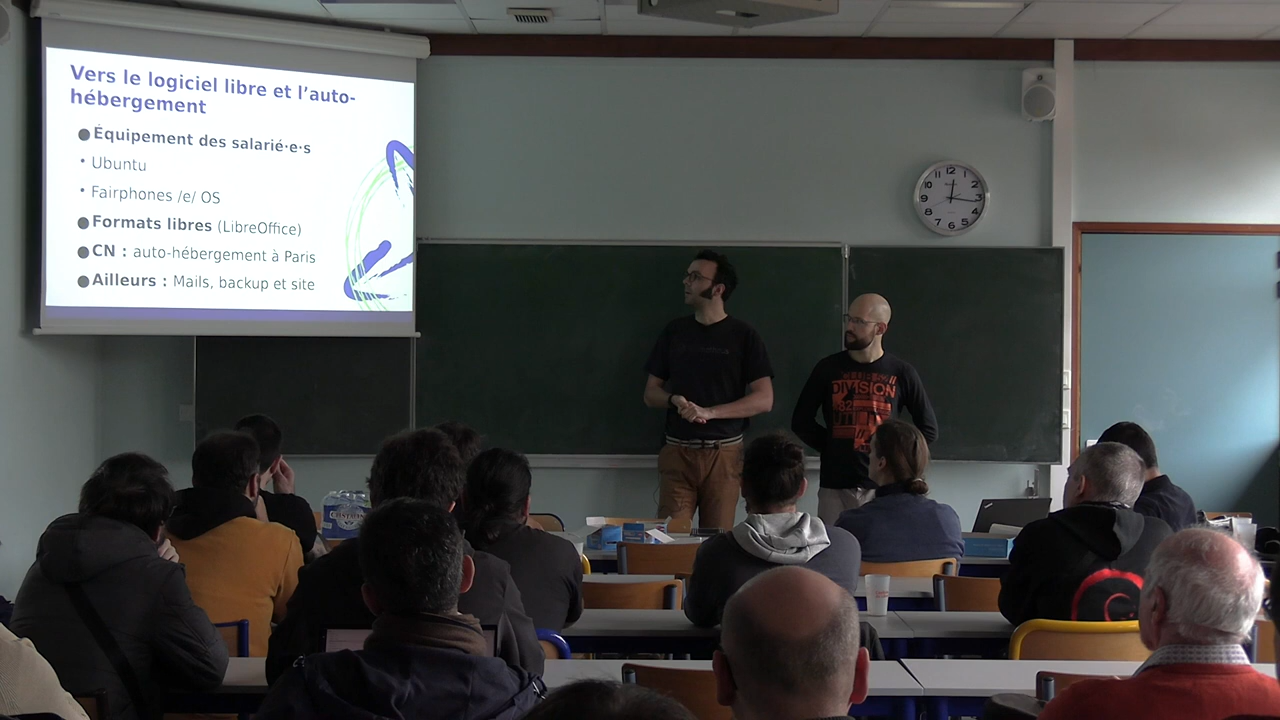 Vers le logiciel libre et l'auto-
hébergement
●Équipement des salarié·e·s
• Ubuntu
• Fairphones /e/ OS
●Formats libres (LibreOffice)
●CN : auto-hébergement à Paris
●Ailleurs : Mails, backup et site
DIVISION
82